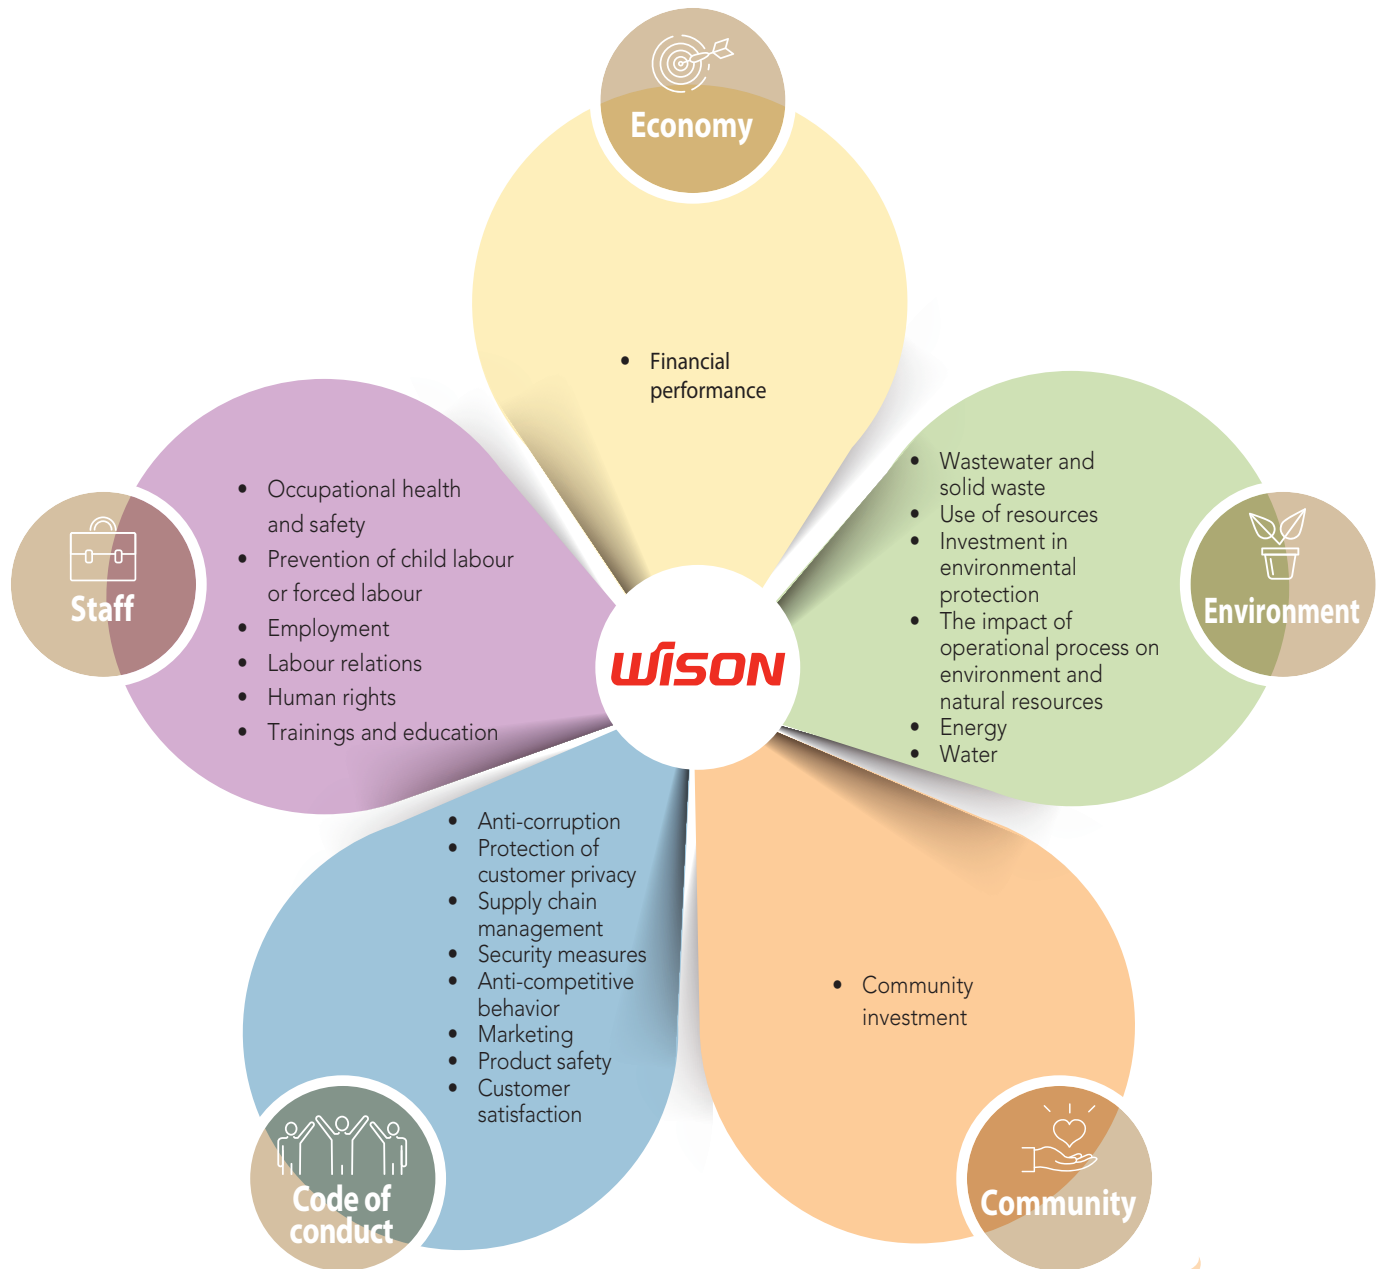 Economy
• Financial
performance
• Wastewater and
solid waste
• Use of resources
• Investment in
environmental
protection
• The impact of
operational process on
environment and
natural resources
• Energy
• Water
Environment
• Occupational health
and safety
• Prevention of child labour
or forced labour
• Employment
• Labour relations
• Human rights
• Trainings and education
Staff
WISON
• Anti-corruption
• Protection of
customer privacy
• Supply chain
management
• Security measures
• Anti-competitive
behavior
• Marketing
• Product safety
• Customer
satisfaction
Code of
conduct
• Community
investment
Community